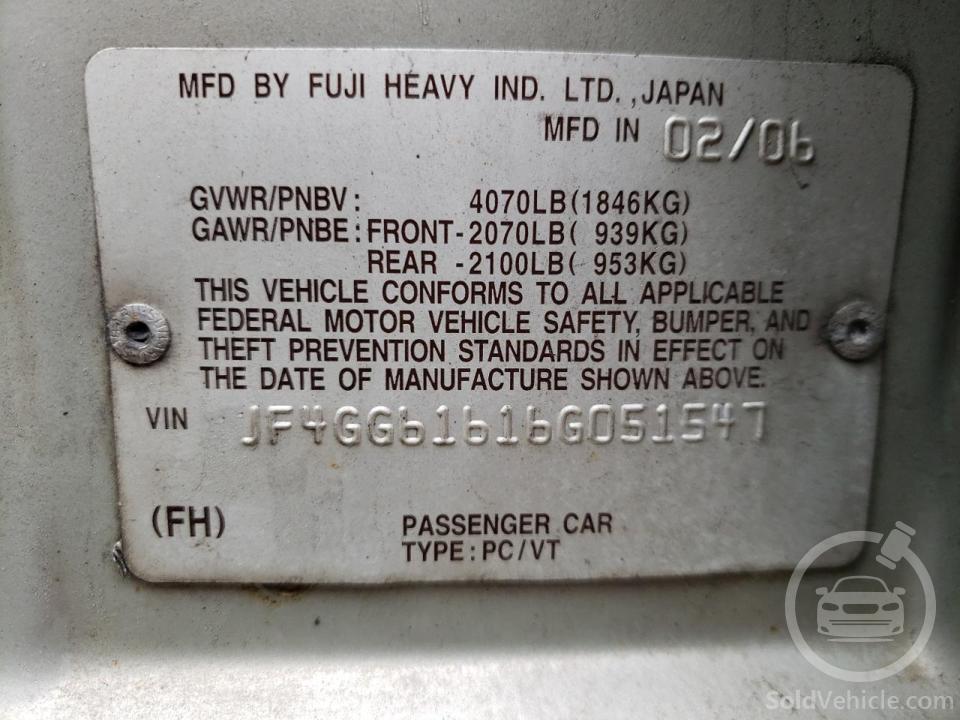 MFD BY FUJI HEAVY IND. LTD., JAPAN
MFD IN 02/06
GVWR/PNBV: 4070LB(1846KG)
GAWR/PNBE: FRONT-2070LB( 939KG)
REAR -2100LB( 953KG)
THIS VEHICLE CONFORMS TO ALL APPLICABLE
FEDERAL MOTOR VEHICLE SAFETY, BUMPER, AND
THEFT PREVENTION STANDARDS IN EFFECT ON
THE DATE OF MANUFACTURE SHOWN ABOVE.
VIN JF4GG61616G051547
(FH) PASSENGER CAR
TYPE: PC/VT
SoldVehicle.com